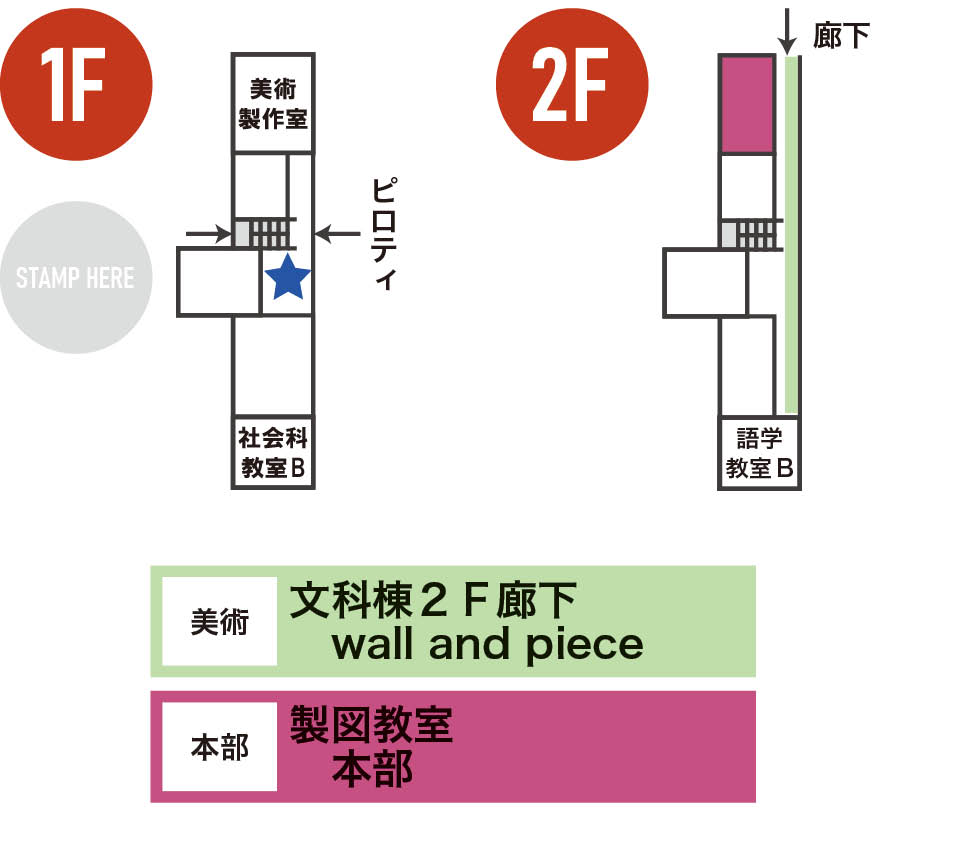 1F
美術
製作室
ピロティ
STAMP HERE
社会科
教室B
2F
廊下
語学
教室B
美術
文科棟2F廊下
wall and piece
本部
製図教室
本部